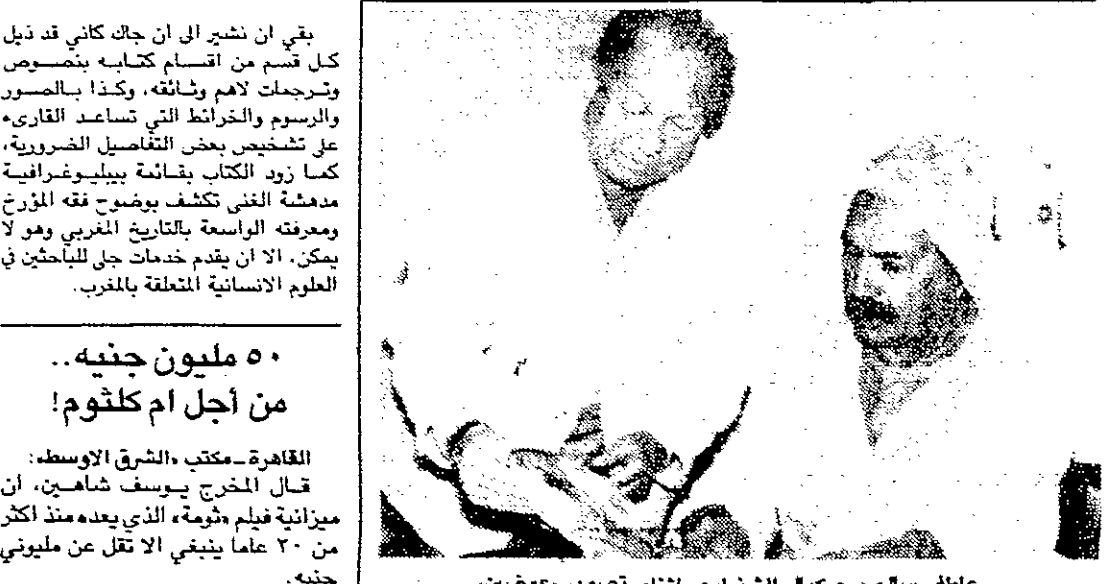 بقي ان نشير الى ان جاك كاني قد ذيل
كل قسم من اقسام كتابه بنصوص
وترجمات لاهم وثائقه، وكذا بالصور
والرسوم والخرائط التي تساعد القارىء
على تشخيص بعض التفاصيل الضرورية،
كما زود الكتاب بقائمة بيبليوغرافية
مدهشة الغنى تكشف بوضوح فقه المؤرخ
ومعرفته الواسعة بالتاريخ المغربي وهو لا
يمكن، الا ان يقدم خدمات جلى للباحثين في
العلوم الانسانية المتعلقة بالمغرب.
٥٠ مليون جنيه..
من أجل ام كلثوم!
القاهرة ـ مكتب «الشرق الاوسط»:
قال المخرج يوسف شاهين، ان
ميزانية فيلم «ثومة» الذي يعده منذ اكثر
من ٢٠ عاما ينبغي الا تقل عن مليوني
جنيه.